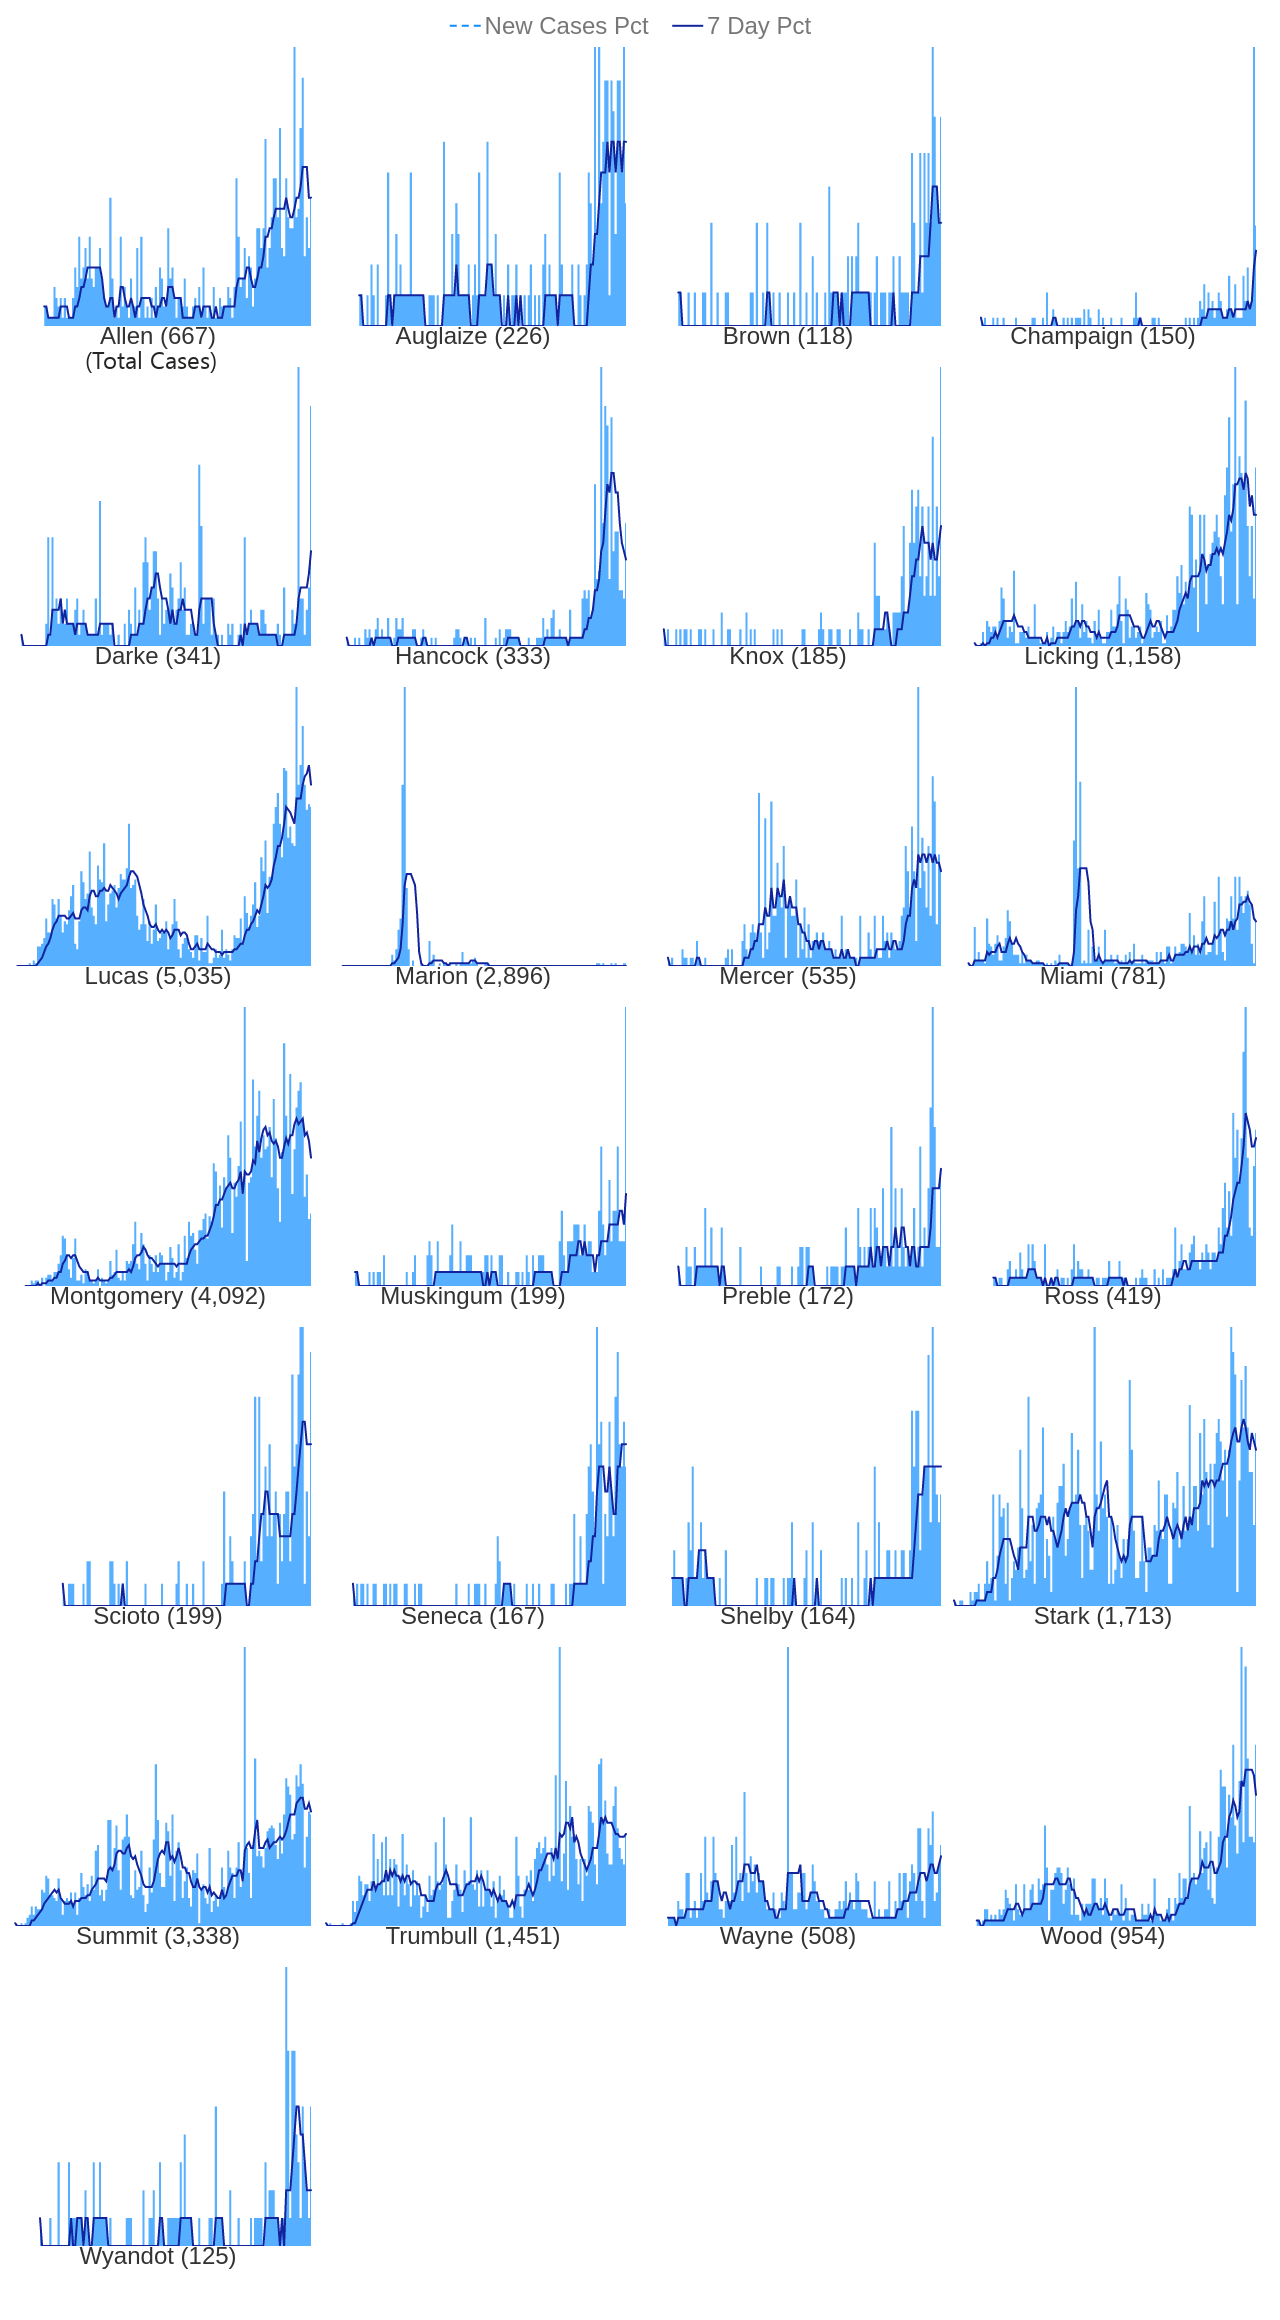 New Cases Pct 7 Day Pct
Allen (667) Auglaize (226) Brown (118) Champaign (150)
(Total Cases)
Darke (341) Hancock (333) Knox (185) Licking (1,158)
Lucas (5,035) Marion (2,896) Mercer (535) Miami (781)
Montgomery (4,092) Muskingum (199) Preble (172) Ross (419)
Scioto (199) Seneca (167) Shelby (164) Stark (1,713)
Summit (3,338) Trumbull (1,451) Wayne (508) Wood (954)
Wyandot (125)